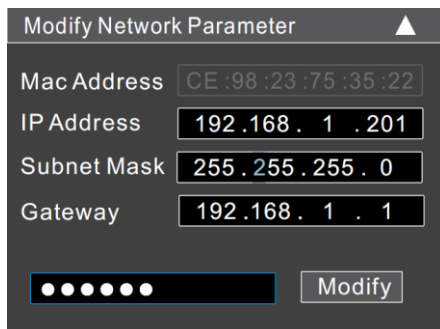 Modify Network Parameter
Mac Address CE:98:23:75:35:22
IP Address 192.168. 1 .201
Subnet Mask 255.255.255. 0
Gateway 192.168. 1 . 1
●●●●●● Modify